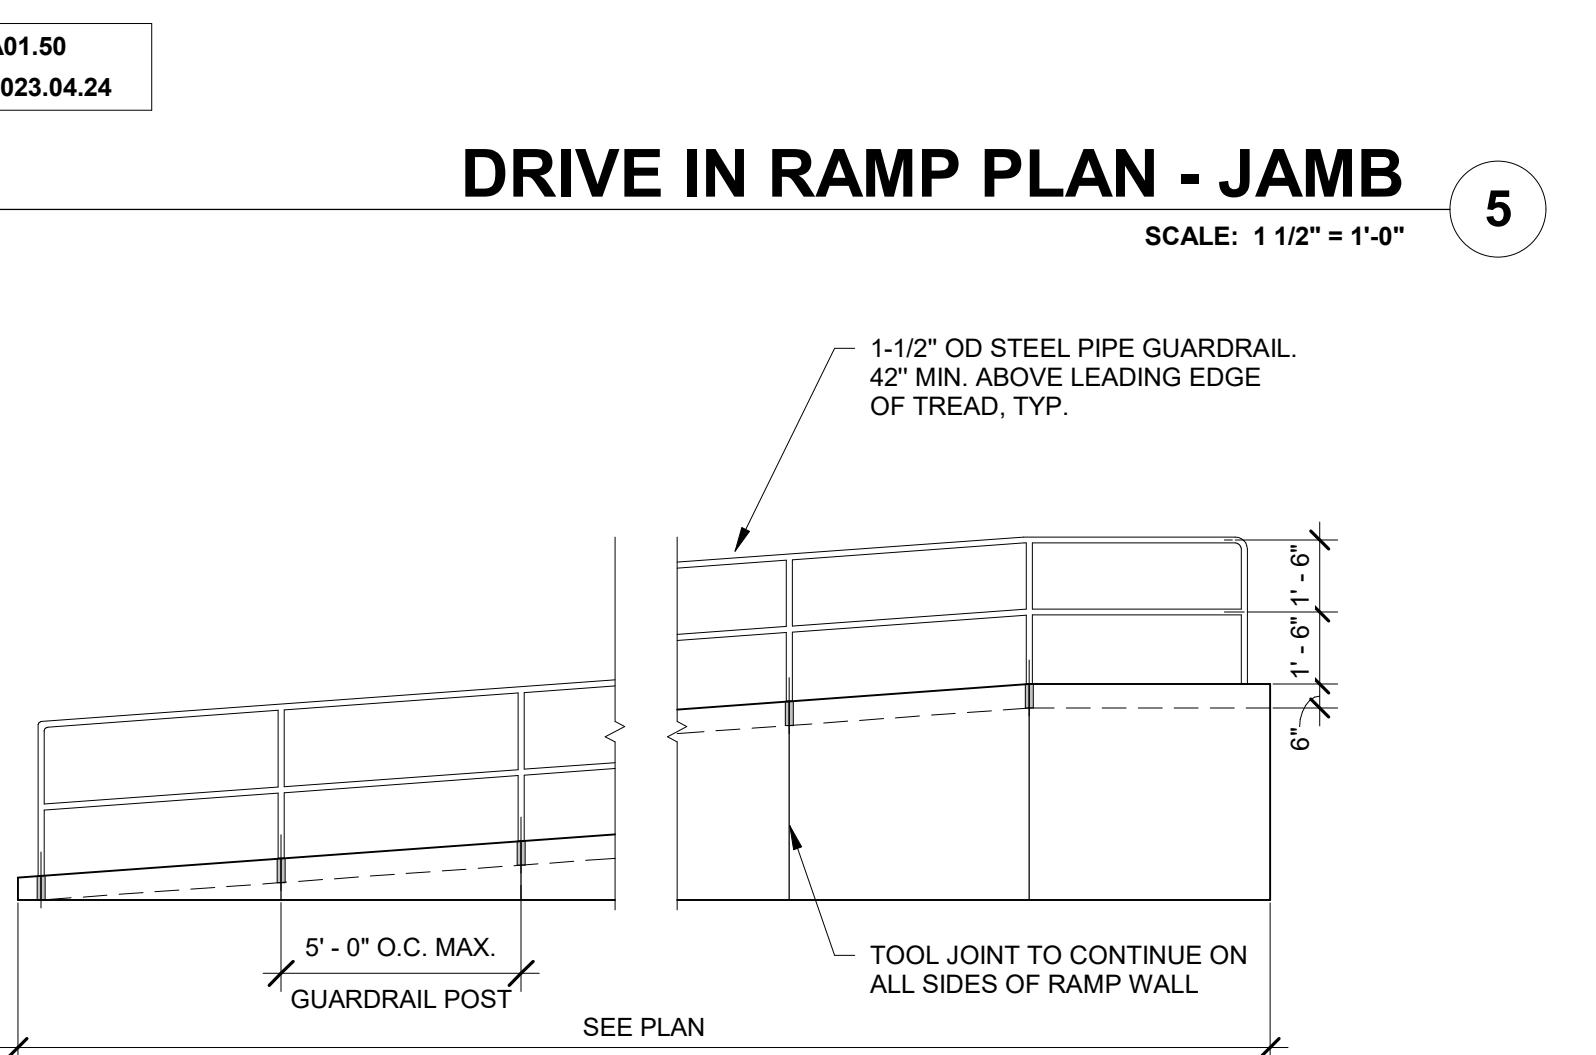 01.50
023.04.24
DRIVE IN RAMP PLAN - JAMB
5
SCALE: 1 1/2" = 1'-0"
1-1/2" OD STEEL PIPE GUARDRAIL.
42" MIN. ABOVE LEADING EDGE
OF TREAD, TYP.
1' - 6"
1' - 6"
6"
5' - 0" O.C. MAX.
GUARDRAIL POST
TOOL JOINT TO CONTINUE ON
ALL SIDES OF RAMP WALL
SEE PLAN